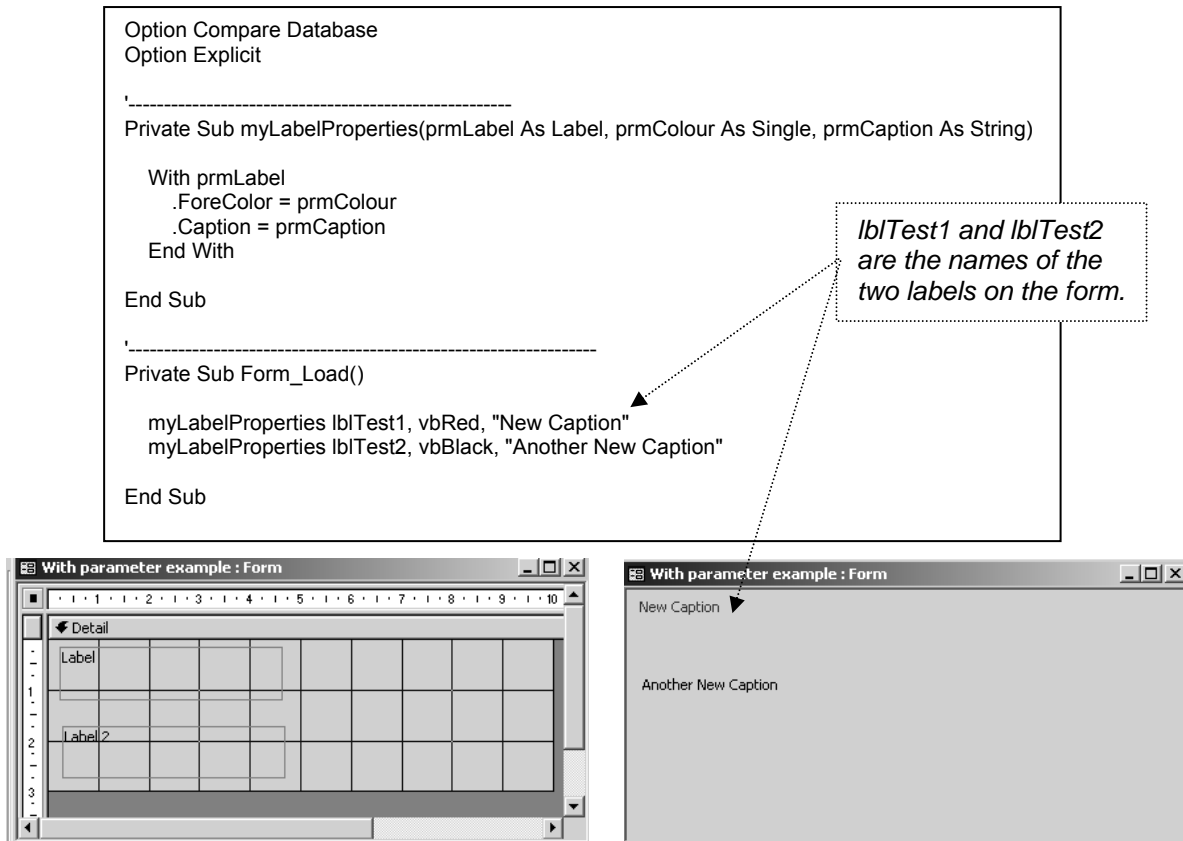 Option Compare Database
Option Explicit
'------------------------------------------------------
Private Sub myLabelProperties(prmLabel As Label, prmColour As Single, prmCaption As String)
With prmLabel
.ForeColor = prmColour
.Caption = prmCaption
End With
End Sub
'------------------------------------------------------------------
Private Sub Form_Load()
myLabelProperties lblTest1, vbRed, "New Caption"
myLabelProperties lblTest2, vbBlack, "Another New Caption"
End Sub
lblTest1 and lblTest2
are the names of the
two labels on the form.
With parameter example : Form
1 2 3 4 5 6 7 8 9 10
Detail
Label
1
Label 2
2
3
With parameter example : Form
New Caption
Another New Caption